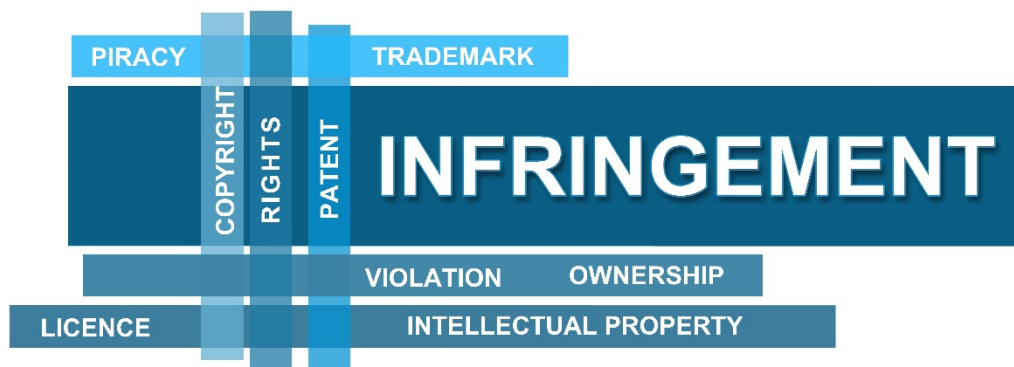 PIRACY TRADEMARK
COPYRIGHT
RIGHTS
PATENT
INFRINGEMENT
VIOLATION OWNERSHIP
LICENCE INTELLECTUAL PROPERTY